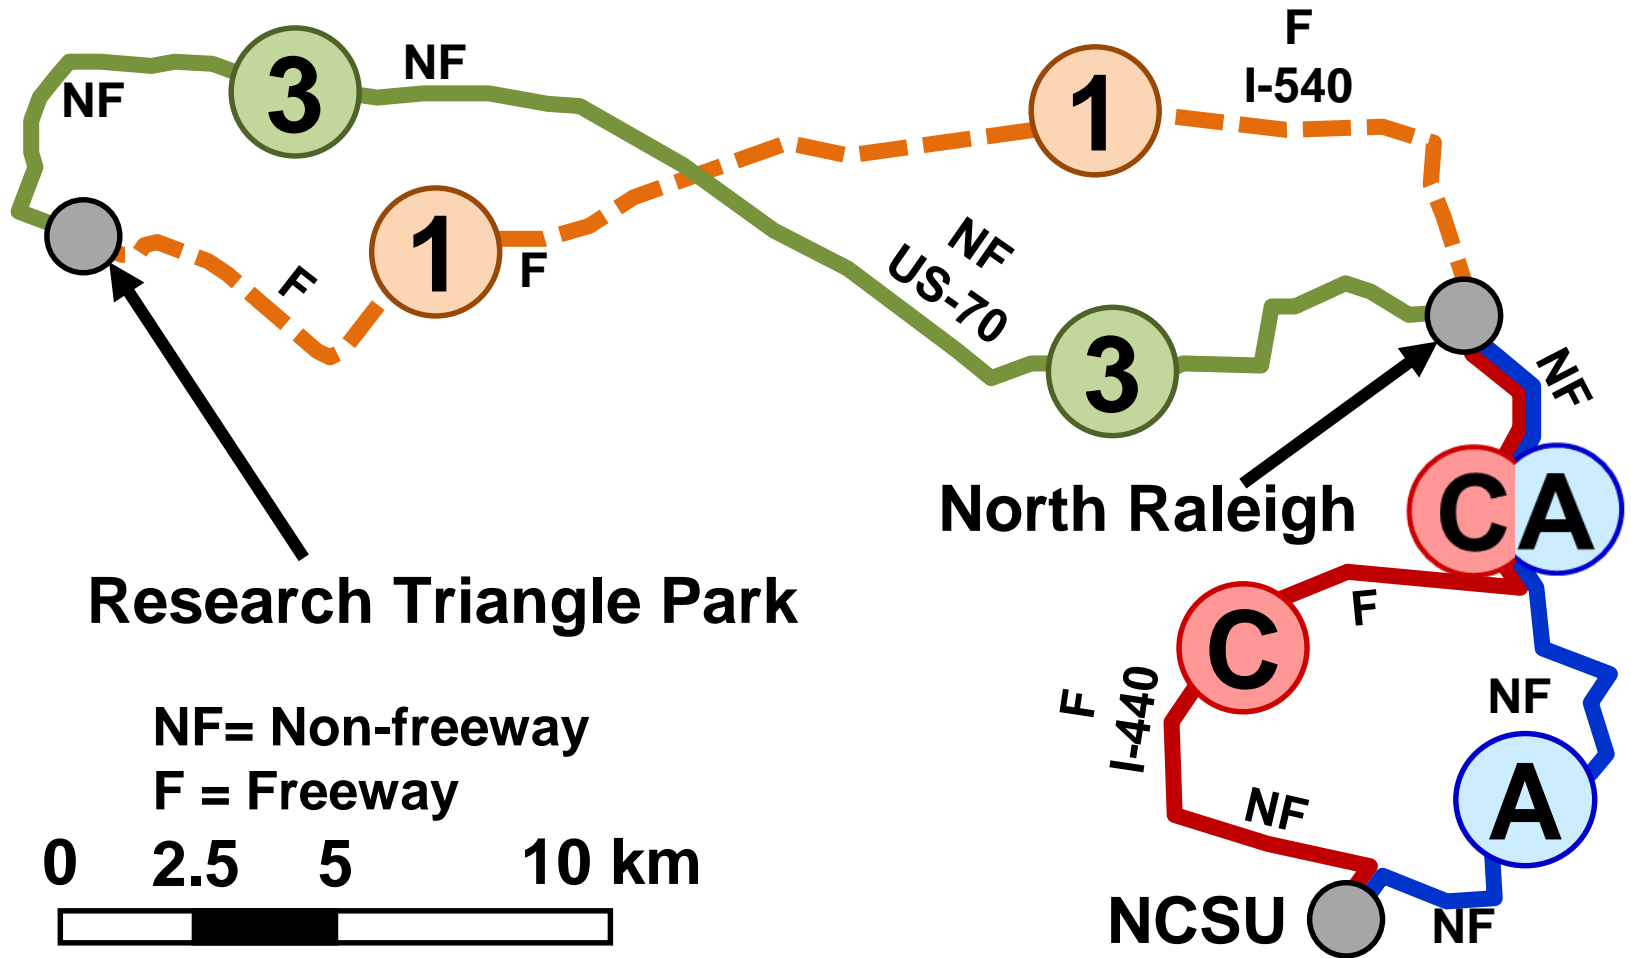 F
I-540
NF
3
NF
1
1
F
F
NF
US-70
3
NF
North Raleigh
C A
Research Triangle Park
F
C
F
I-440
NF
NF= Non-freeway
F = Freeway
A
NF
0 2.5 5 10 km
NCSU
NF